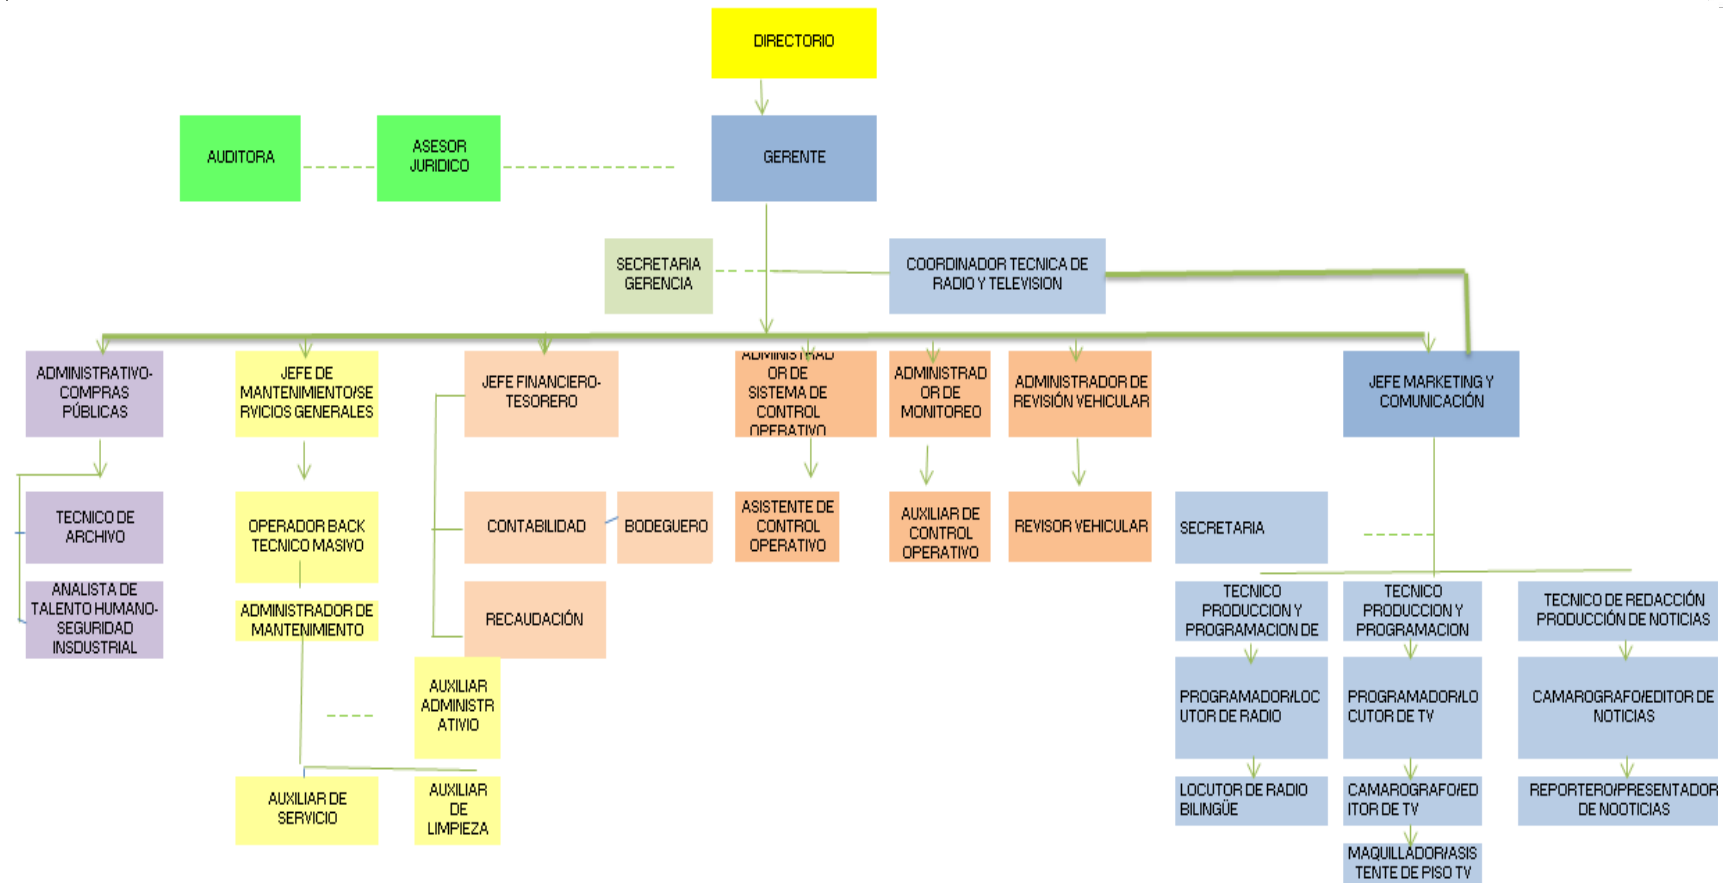 DIRECTORIO
AUDITORA
ASESOR
JURIDICO
GERENTE
SECRETARIA
GERENCIA
COORDINADOR TECNICA DE
RADIO Y TELEVISION
ADMINISTRATIVO-
COMPRAS
PÚBLICAS
JEFE DE
MANTENIMIENTO/SE
RVICIOS GENERALES
JEFE FINANCIERO-
TESORERO
ADMINISTRAD
OR DE
SISTEMA DE
CONTROL
OPERATIVO
ADMINISTRAD
OR DE
MONITOREO
ADMINISTRADOR DE
REVISIÓN VEHICULAR
JEFE MARKETING Y
COMUNICACIÓN
TECNICO DE
ARCHIVO
OPERADOR BACK
TECNICO MASIVO
CONTABILIDAD
BODEGUERO
ASISTENTE DE
CONTROL
OPERATIVO
AUXILIAR DE
CONTROL
OPERATIVO
REVISOR VEHICULAR
SECRETARIA
ANALISTA DE
TALENTO HUMANO-
SEGURIDAD
INSDUSTRIAL
ADMINISTRADOR DE
MANTENIMIENTO
RECAUDACIÓN
TECNICO
PRODUCCION Y
PROGRAMACION DE
TECNICO
PRODUCCION Y
PROGRAMACION
TECNICO DE REDACCIÓN
PRODUCCIÓN DE NOTICIAS
AUXILIAR
ADMINISTR
ATIVIO
PROGRAMADOR/LOC
UTOR DE RADIO
PROGRAMADOR/LO
CUTOR DE TV
CAMAROGRAFO/EDITOR DE
NOTICIAS
AUXILIAR DE
SERVICIO
AUXILIAR
DE
LIMPIEZA
LOCUTOR DE RADIO
BILINGÜE
CAMAROGRAFO/ED
ITOR DE TV
REPORTERO/PRESENTADOR
DE NOOTICIAS
MAQUILLADOR/ASIS
TENTE DE PISO TV